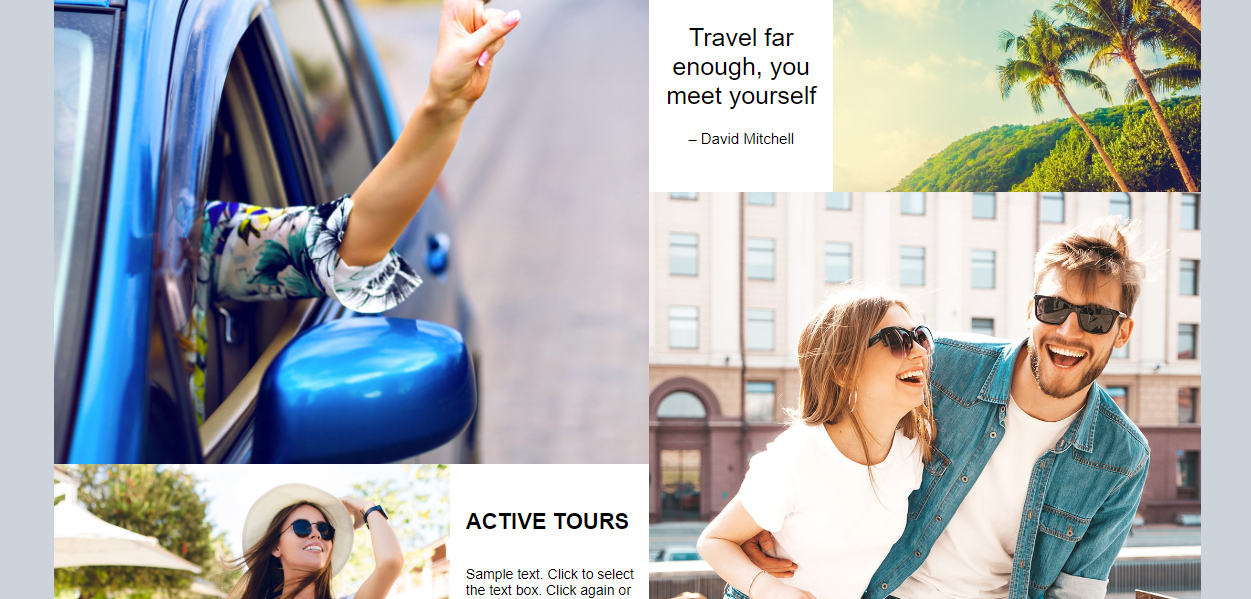 Travel far
enough, you
meet yourself
– David Mitchell
ACTIVE TOURS
Sample text. Click to select
the text box. Click again or